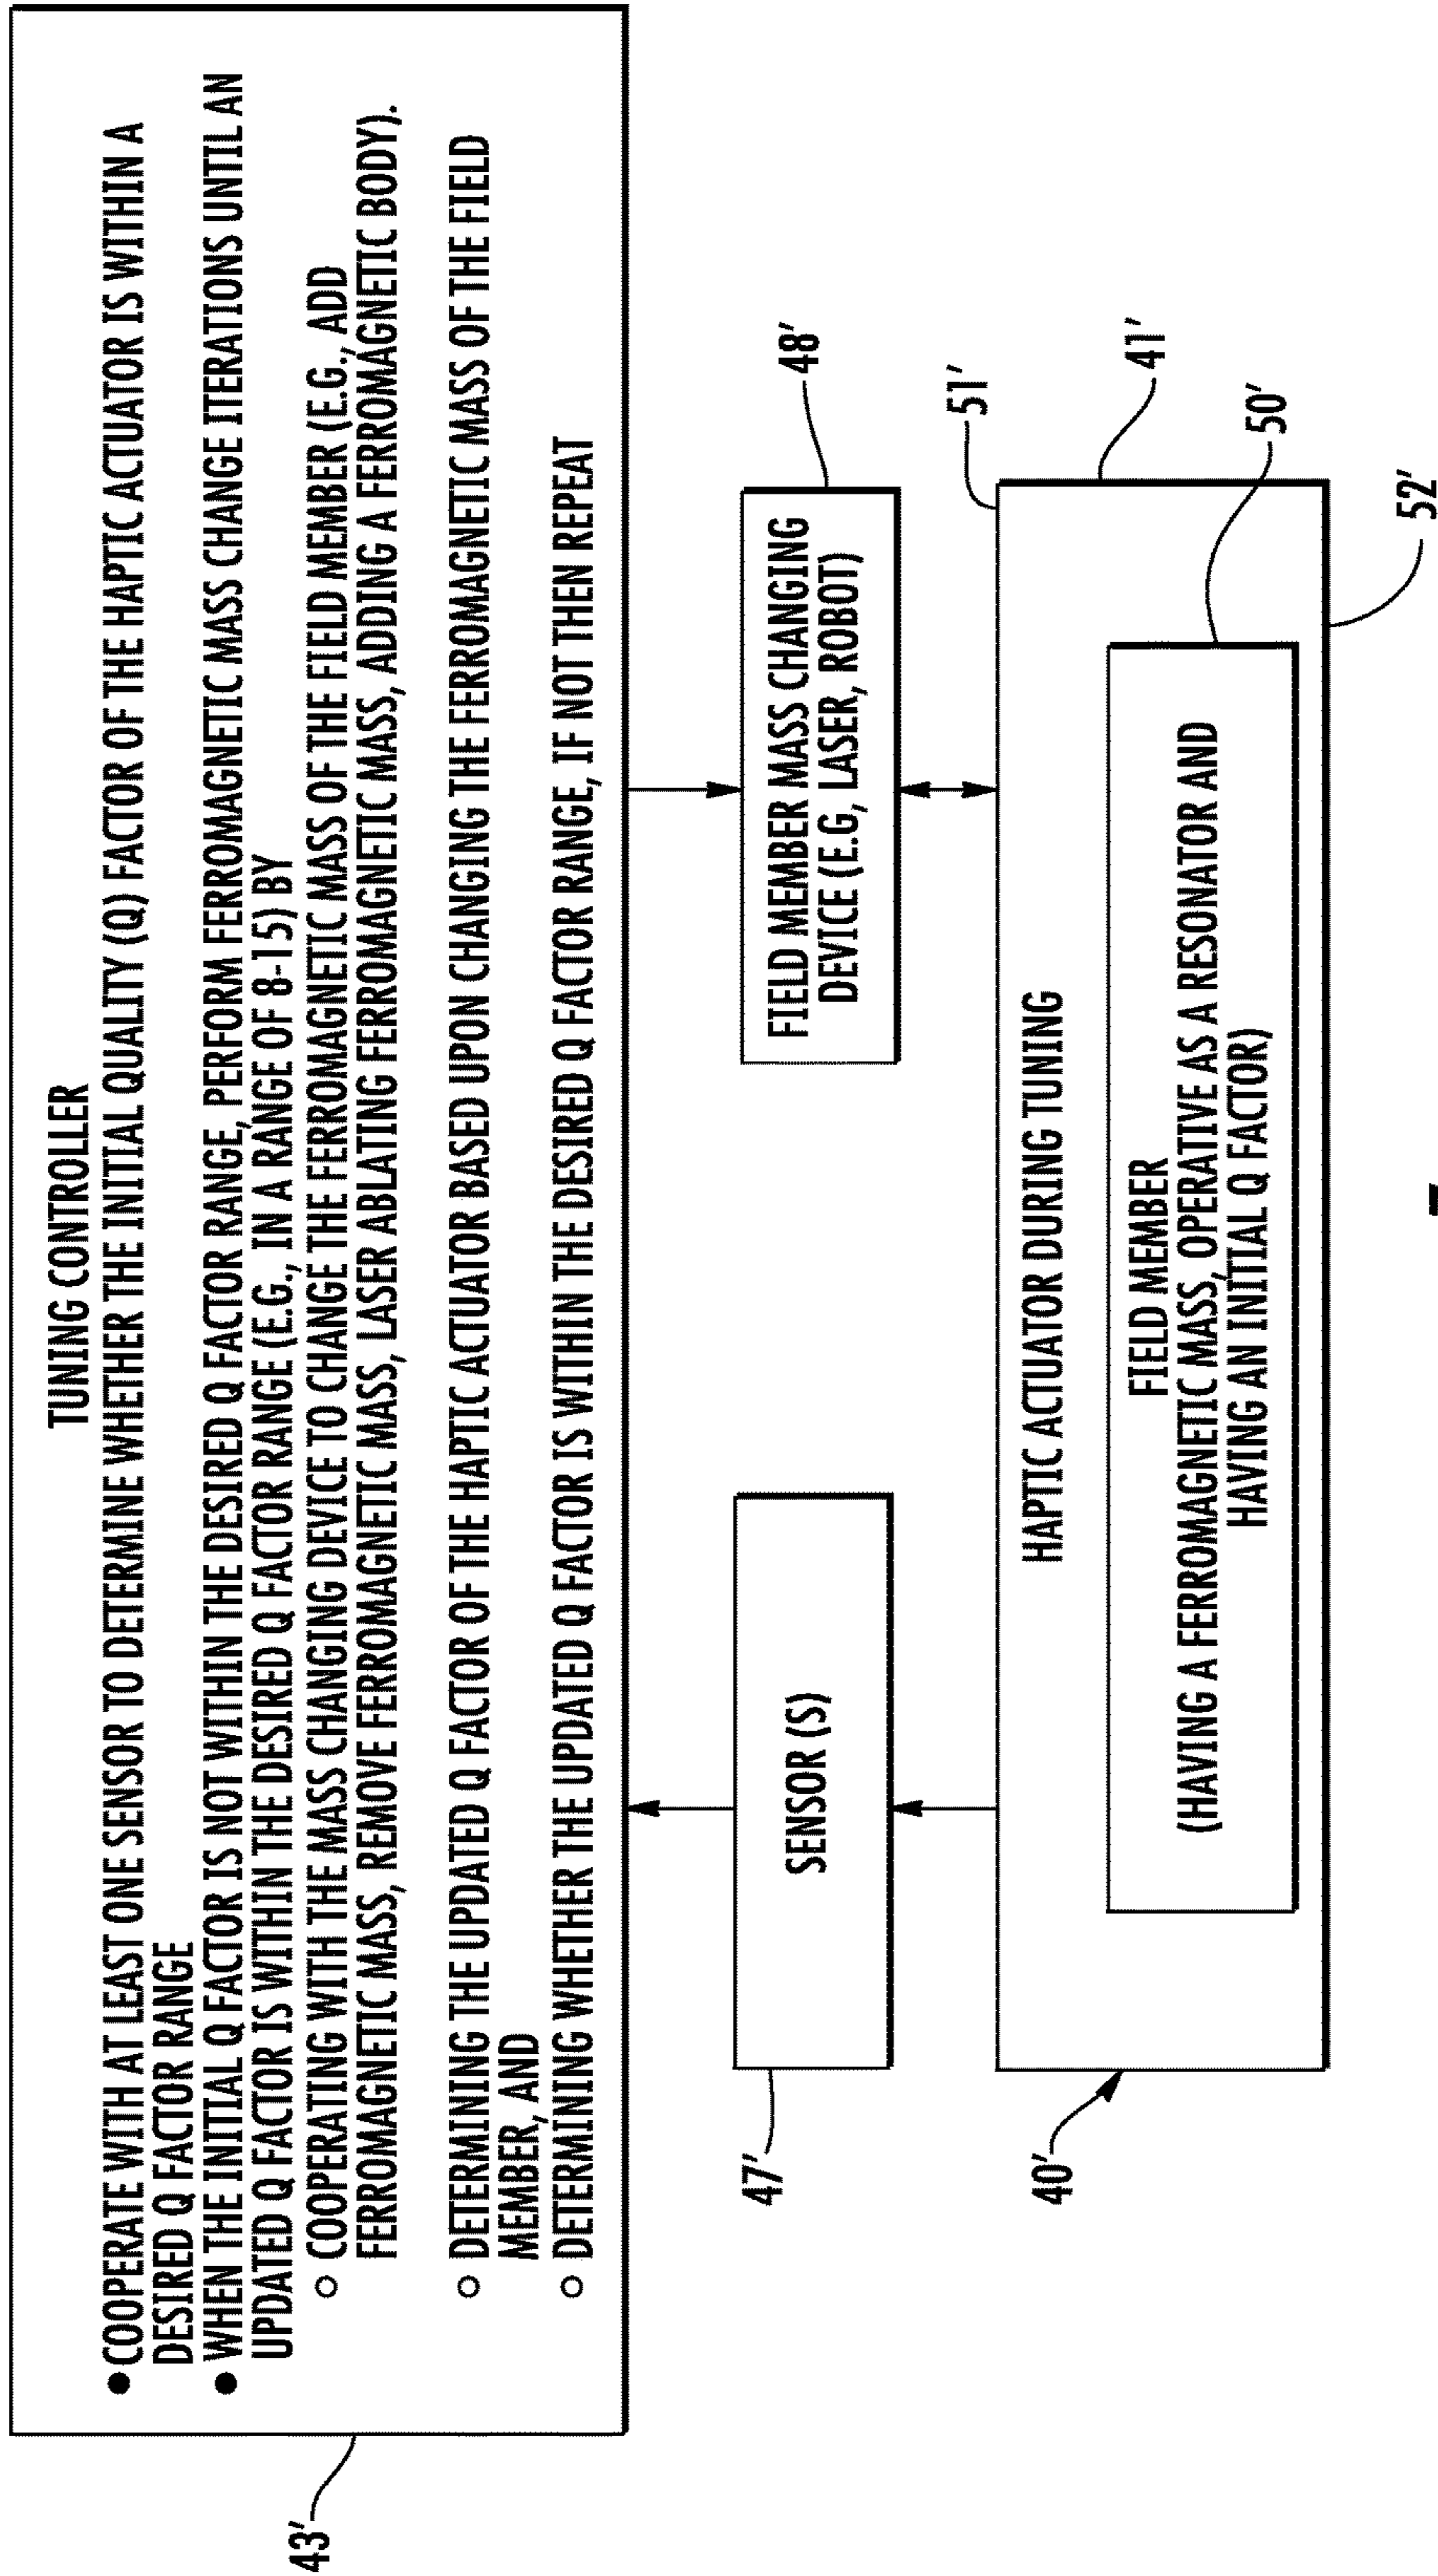 TUNING CONTROLLER
● COOPERATE WITH AT LEAST ONE SENSOR TO DETERMINE WHETHER THE INITIAL QUALITY (Q) FACTOR OF THE HAPTIC ACTUATOR IS WITHIN A
DESIRED Q FACTOR RANGE
● WHEN THE INITIAL Q FACTOR IS NOT WITHIN THE DESIRED Q FACTOR RANGE, PERFORM FERROMAGNETIC MASS CHANGE ITERATIONS UNTIL AN
UPDATED Q FACTOR IS WITHIN THE DESIRED Q FACTOR RANGE (E.G., IN A RANGE OF 8-15) BY
○ COOPERATING WITH THE MASS CHANGING DEVICE TO CHANGE THE FERROMAGNETIC MASS OF THE FIELD MEMBER (E.G., ADD
FERROMAGNETIC MASS, REMOVE FERROMAGNETIC MASS, LASER ABLATING FERROMAGNETIC MASS, ADDING A FERROMAGNETIC BODY).
○ DETERMINING THE UPDATED Q FACTOR OF THE HAPTIC ACTUATOR BASED UPON CHANGING THE FERROMAGNETIC MASS OF THE FIELD
MEMBER, AND
○ DETERMINING WHETHER THE UPDATED Q FACTOR IS WITHIN THE DESIRED Q FACTOR RANGE, IF NOT THEN REPEAT
43'
47'
SENSOR (S)
FIELD MEMBER MASS CHANGING
DEVICE (E.G, LASER, ROBOT)
48'
51'
40'
HAPTIC ACTUATOR DURING TUNING
41'
FIELD MEMBER
(HAVING A FERROMAGNETIC MASS, OPERATIVE AS A RESONATOR AND
HAVING AN INITIAL Q FACTOR)
50'
52'